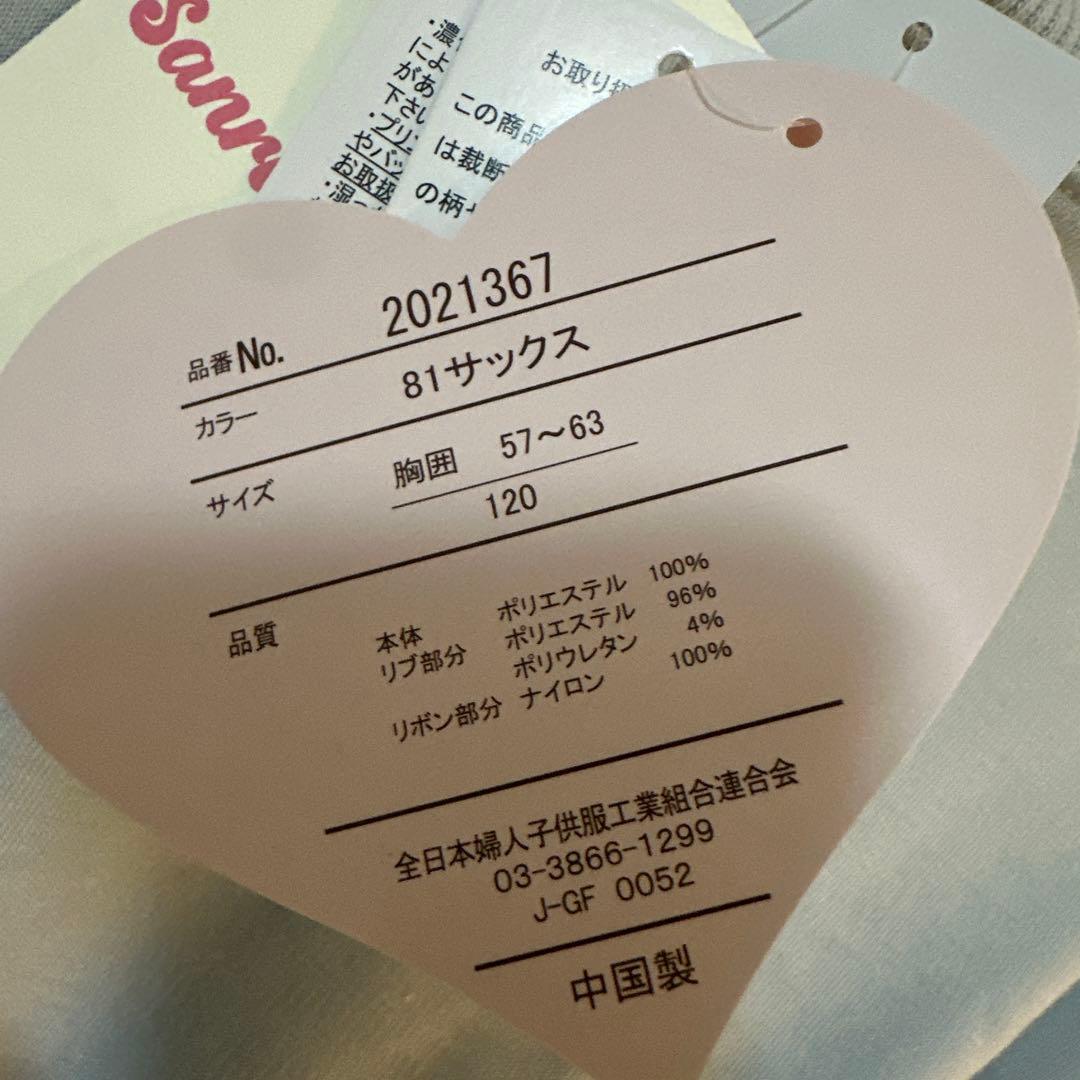 sanr
・濃
によ
があ
下さい
・プリ
やバッ
お取扱
・湿っ
お取り扱
この商品
は裁断
の柄
品番 No. 2021367
カラー 81サックス
サイズ 胸囲 57〜63
120
品質 本体 ポリエステル 100%
リブ部分 ポリエステル 96%
ポリウレタン 4%
リボン部分 ナイロン 100%
全日本婦人子供服工業組合連合会
03-3866-1299
J-GF 0052
中国製